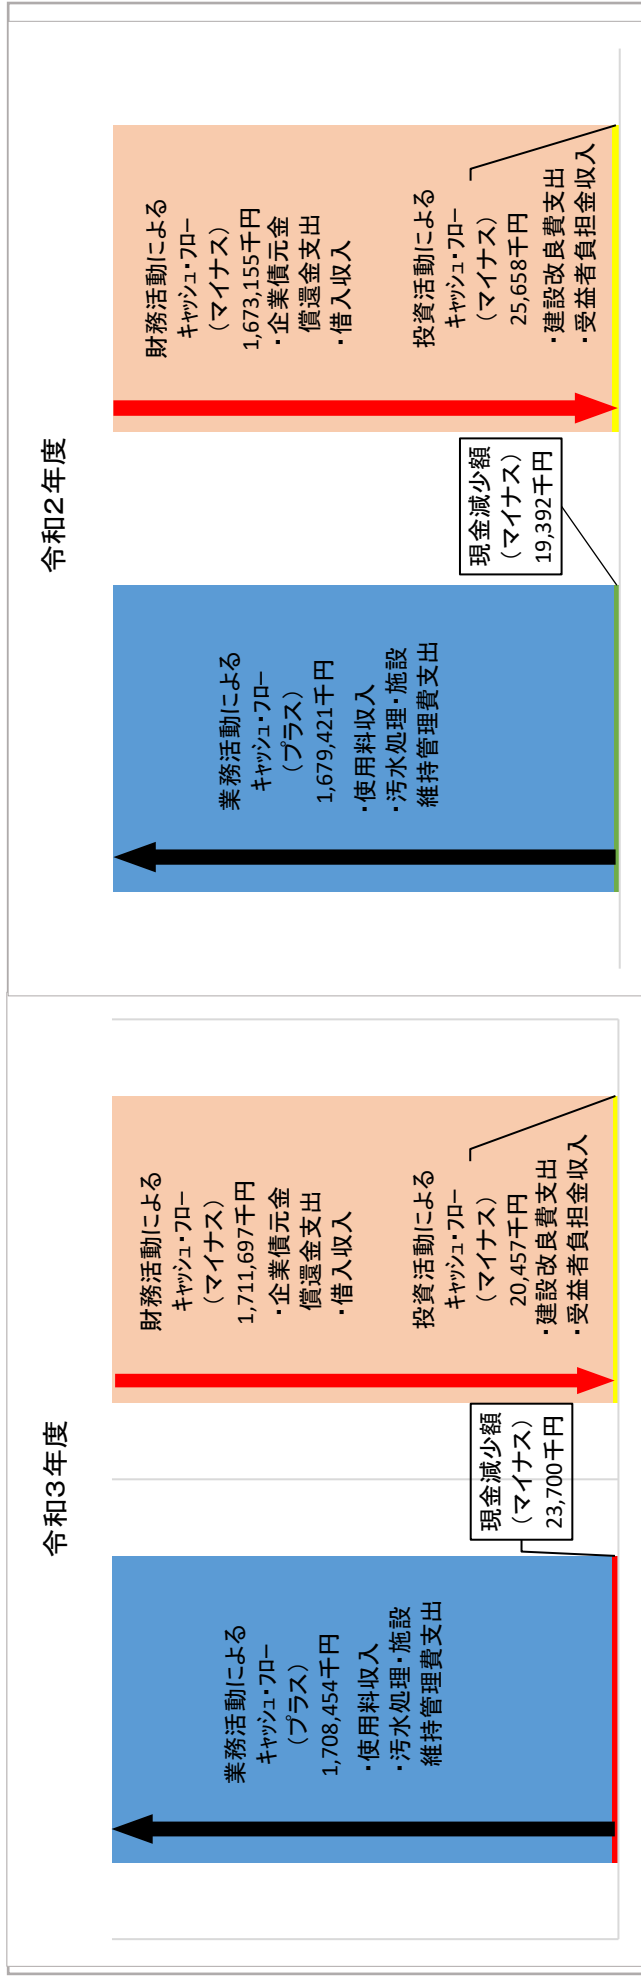 令和3年度
業務活動による
キャッシュ・フロー
（プラス）
1,708,454千円
・使用料収入
・汚水処理・施設
維持管理費支出
現金減少額
（マイナス）
23,700千円
財務活動による
キャッシュ・フロー
（マイナス）
1,711,697千円
・企業債元金
償還金支出
・借入収入
投資活動による
キャッシュ・フロー
（マイナス）
20,457千円
・建設改良費支出
・受益者負担金収入
令和2年度
業務活動による
キャッシュ・フロー
（プラス）
1,679,421千円
・使用料収入
・汚水処理・施設
維持管理費支出
現金減少額
（マイナス）
19,392千円
財務活動による
キャッシュ・フロー
（マイナス）
1,673,155千円
・企業債元金
償還金支出
・借入収入
投資活動による
キャッシュ・フロー
（マイナス）
25,658千円
・建設改良費支出
・受益者負担金収入